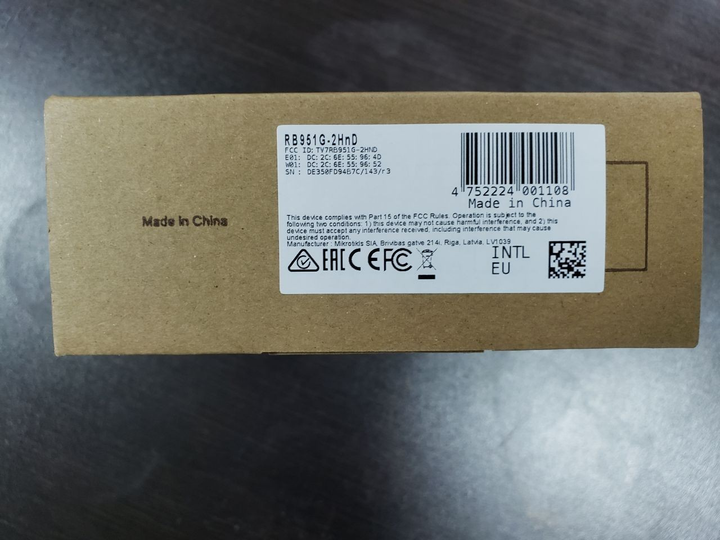 RB951G-2HnD
FCC ID: TY7RB951G-2HND
E01: DC:2C:6E:55:96:4D
W01: DC:2C:6E:55:96:52
SN : DE350FD94B7C/143/r3
4 752224 001108
Made in China
Made in China
This device complies with Part 15 of the FCC Rules. Operation is subject to the
following two conditions: 1) this device may not cause harmful interference, and 2) this
device must accept any interference received, including interference that may cause
undesired operation.
Manufacturer : Mikrotikls SIA, Brivibas gatve 214i, Riga, Latvia, LV1039
EAC CE FC
INTL
EU